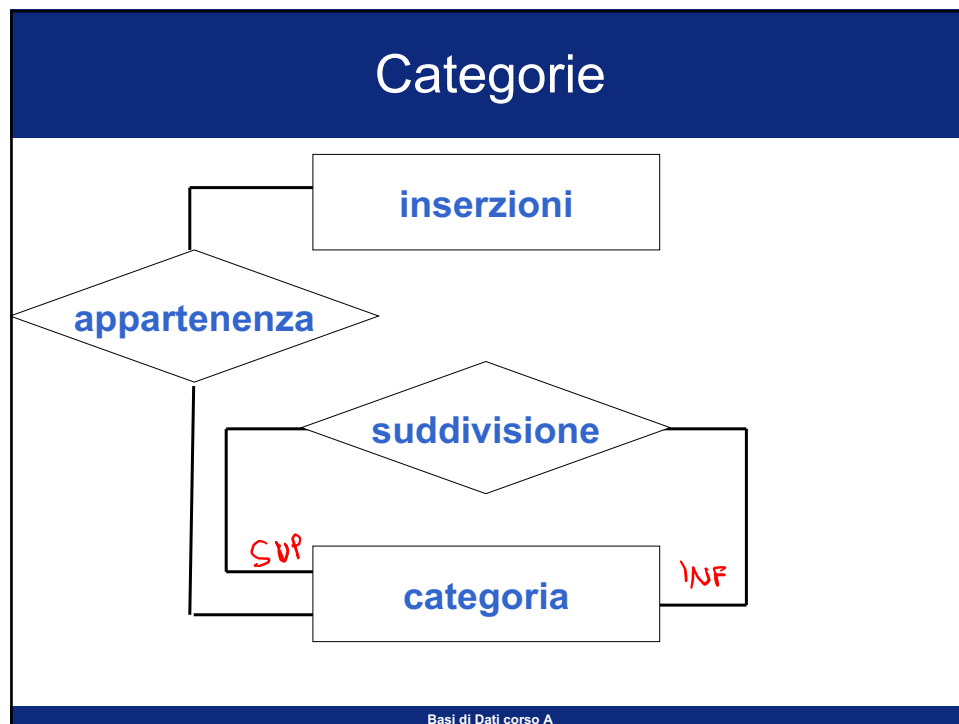 Categorie
inserzioni
appartenenza
suddivisione
SUP
INF
categoria
Basi di Dati corso A